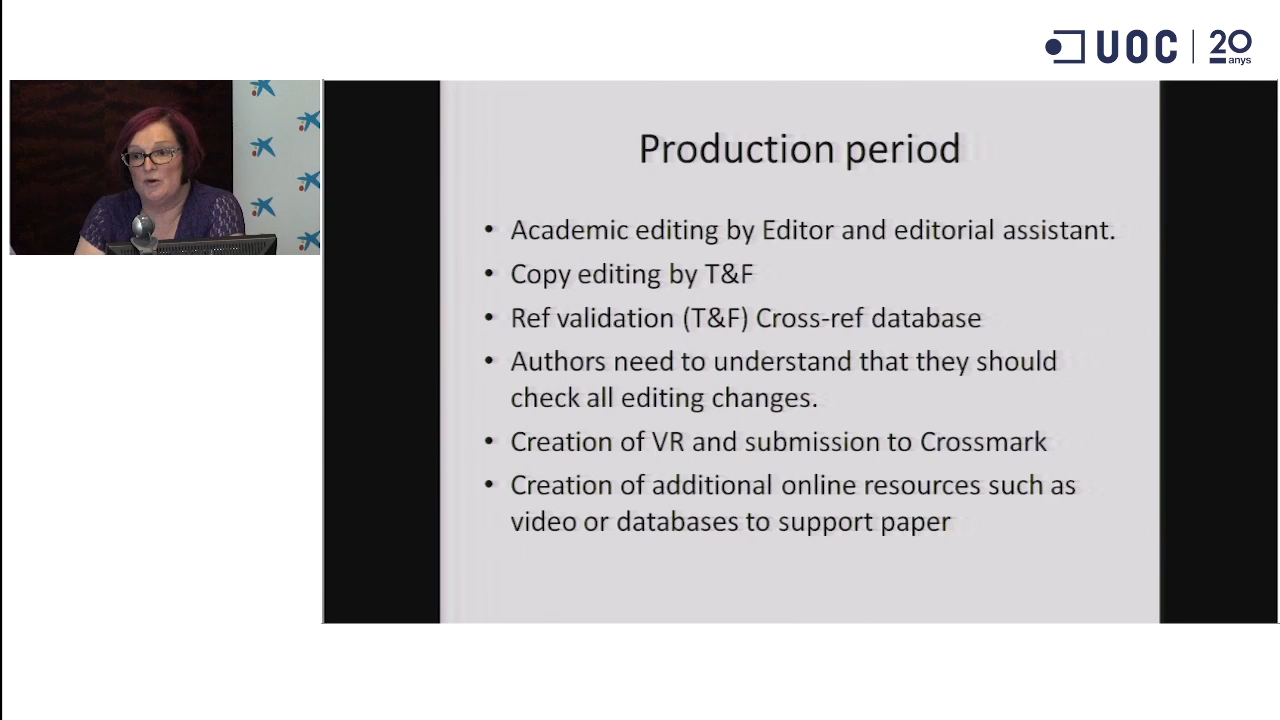 UOC
20
anys
Production period
• Academic editing by Editor and editorial assistant.
• Copy editing by T&F
• Ref validation (T&F) Cross-ref database
• Authors need to understand that they should
check all editing changes.
• Creation of VR and submission to Crossmark
• Creation of additional online resources such as
video or databases to support paper